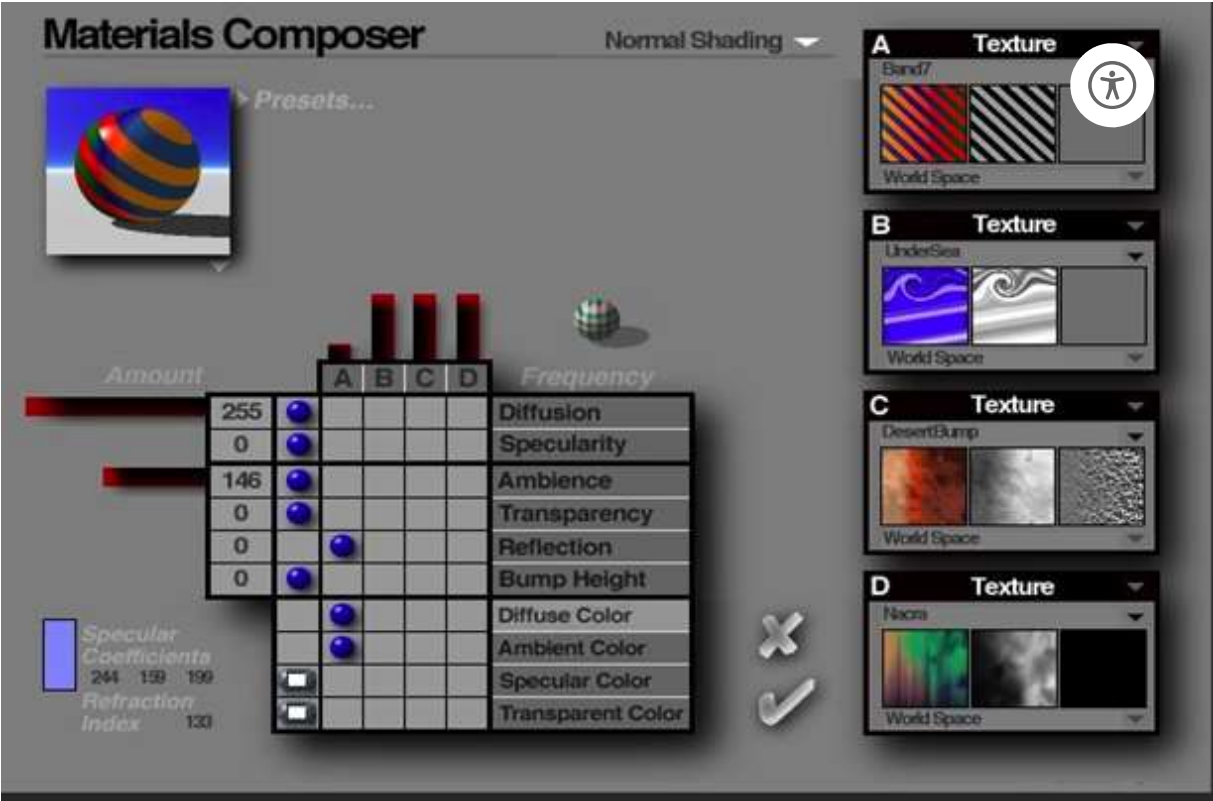 Materials Composer
Normal Shading
Presets...
Amount
A B C D
Frequency
255 Diffusion
0 Specularity
146 Ambience
0 Transparency
0 Reflection
0 Bump Height
Diffuse Color
Ambient Color
Specular Color
Transparent Color
Specular
Coefficients
244 159 199
Refraction
Index 133
A Texture
Band7
World Space
B Texture
UnderSea
World Space
C Texture
DesertBump
World Space
D Texture
Nacra
World Space